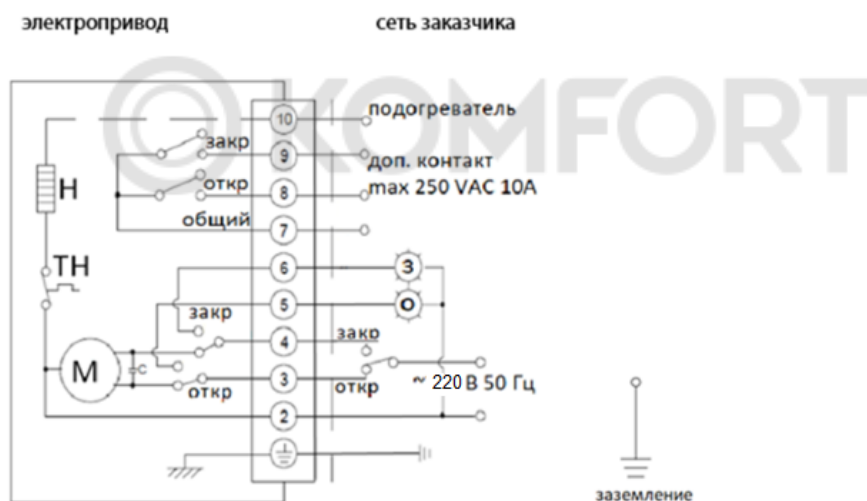 электропривод
сеть заказчика
KOMFORT
10
подогреватель
закр
9
доп. контакт
H
откр
8
max 250 VAC 10A
общий
7
TH
6
З
5
О
закр
4
закр
M
C
3
откр
откр
~ 220 В 50 Гц
2
заземление